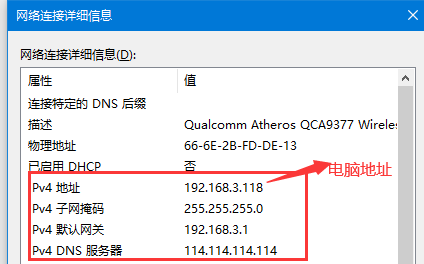 网络连接详细信息
网络连接详细信息(D):
属性 值
连接特定的 DNS 后缀
描述 Qualcomm Atheros QCA9377 Wireless
物理地址 66-6E-2B-FD-DE-13
已启用 DHCP 否
电脑地址
Pv4 地址 192.168.3.118
Pv4 子网掩码 255.255.255.0
Pv4 默认网关 192.168.3.1
Pv4 DNS 服务器 114.114.114.114